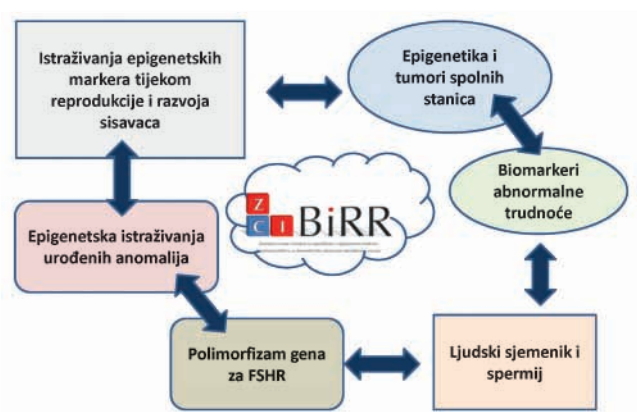 Istraživanja epigenetskih
markera tijekom
reprodukcije i razvoja
sisavaca
Epigenetika i
tumori spolnih
stanica
Biomarkeri
abnormalne
trudnoće
Z
C I BiRR
Epigenetska istraživanja
urođenih anomalija
Polimorfizam gena
za FSHR
Ljudski sjemenik i
spermij